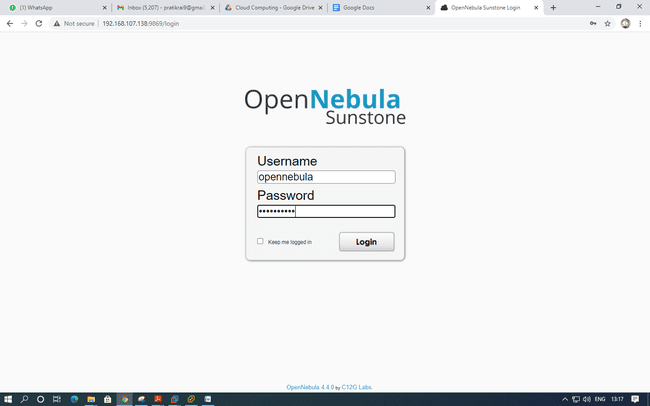 (1) WhatsApp
Inbox (5,207) - pratikrai9@gmai
Cloud Computing - Google Drive
Google Docs
OpenNebula Sunstone Login
Not secure
192.168.107.138:9869/login
OpenNebula
Sunstone
Username
opennebula
Password
Keep me logged in
Login
OpenNebula 4.4.0 by C12G Labs.
ENG
13:17